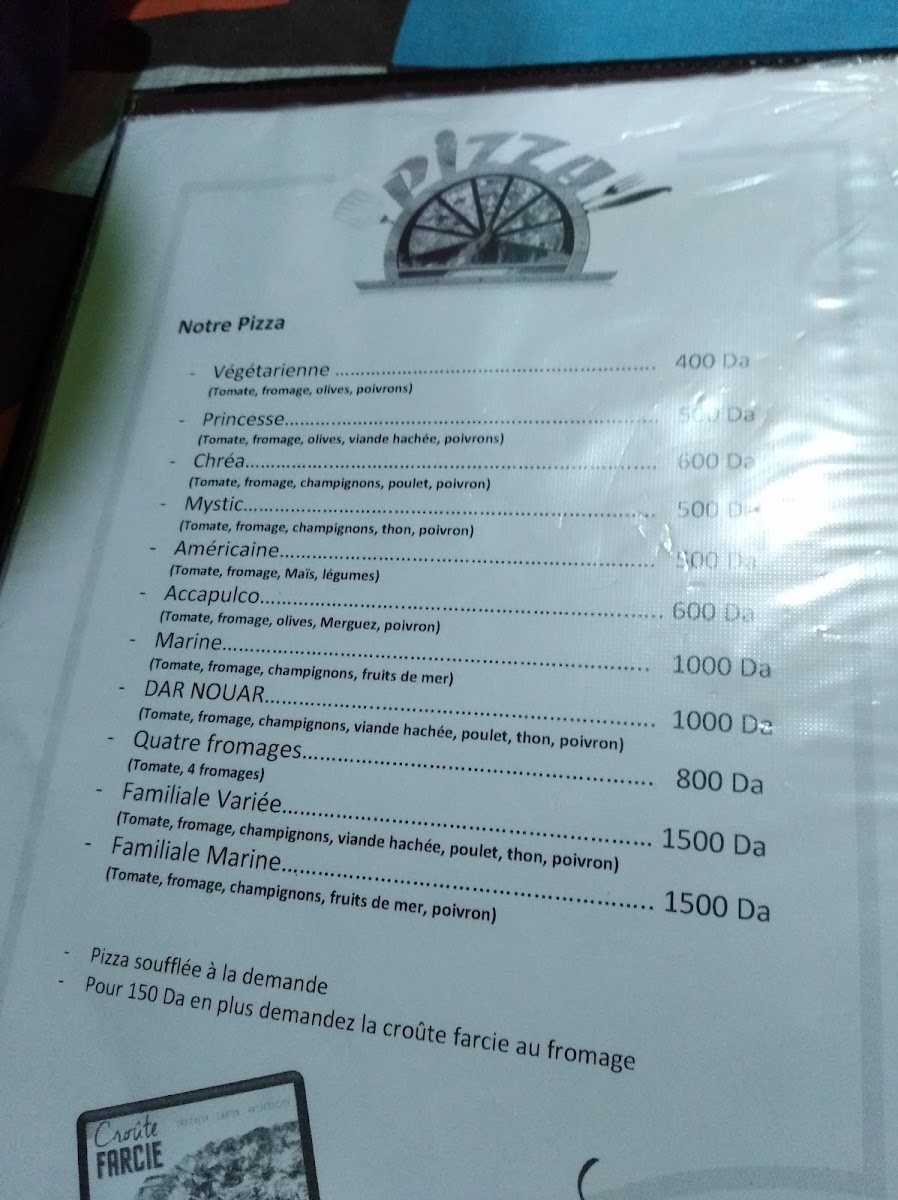 PIZZA
Notre Pizza
- Végétarienne ........................................................ 400 Da
(Tomate, fromage, olives, poivrons)
- Princesse................................................................ 500 Da
(Tomate, fromage, olives, viande hachée, poivrons)
- Chréa...................................................................... 600 Da
(Tomate, fromage, champignons, poulet, poivron)
- Mystic..................................................................... 500 Da
(Tomate, fromage, champignons, thon, poivron)
- Américaine............................................................. 500 Da
(Tomate, fromage, Maïs, légumes)
- Accapulco............................................................... 600 Da
(Tomate, fromage, olives, Merguez, poivron)
- Marine.................................................................... 1000 Da
(Tomate, fromage, champignons, fruits de mer)
- DAR NOUAR........................................................... 1000 Da
(Tomate, fromage, champignons, viande hachée, poulet, thon, poivron)
- Quatre fromages.................................................... 800 Da
(Tomate, 4 fromages)
- Familiale Variée...................................................... 1500 Da
(Tomate, fromage, champignons, viande hachée, poulet, thon, poivron)
- Familiale Marine..................................................... 1500 Da
(Tomate, fromage, champignons, fruits de mer, poivron)
- Pizza soufflée à la demande
- Pour 150 Da en plus demandez la croûte farcie au fromage
Croûte
FARCIE